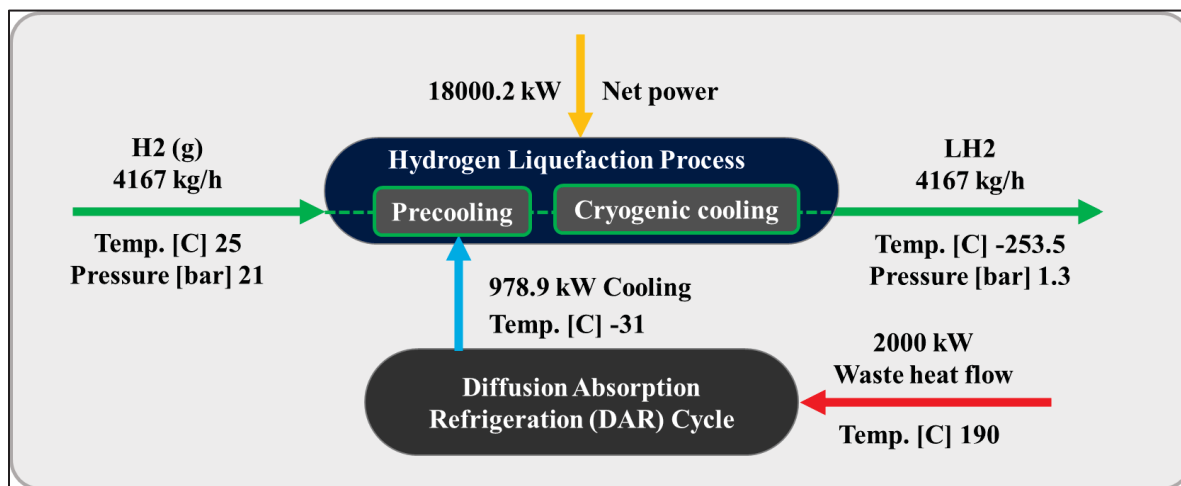 18000.2 kW Net power
H2 (g)
4167 kg/h
Hydrogen Liquefaction Process
LH2
4167 kg/h
Precooling
Cryogenic cooling
Temp. [C] 25
Pressure [bar] 21
Temp. [C] -253.5
Pressure [bar] 1.3
978.9 kW Cooling
Temp. [C] -31
2000 kW
Waste heat flow
Diffusion Absorption
Refrigeration (DAR) Cycle
Temp. [C] 190